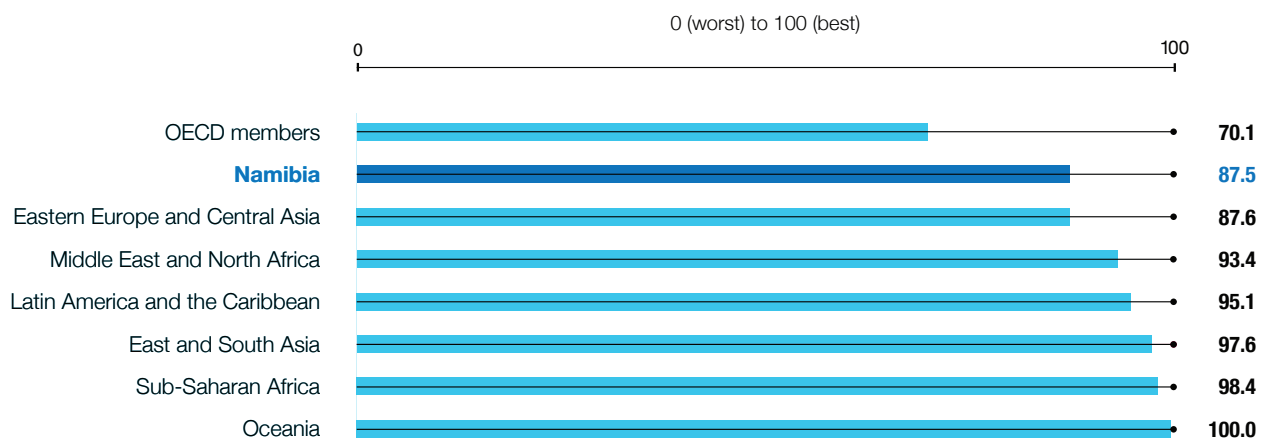 0 (worst) to 100 (best)
0 100
OECD members 70.1
Namibia 87.5
Eastern Europe and Central Asia 87.6
Middle East and North Africa 93.4
Latin America and the Caribbean 95.1
East and South Asia 97.6
Sub-Saharan Africa 98.4
Oceania 100.0